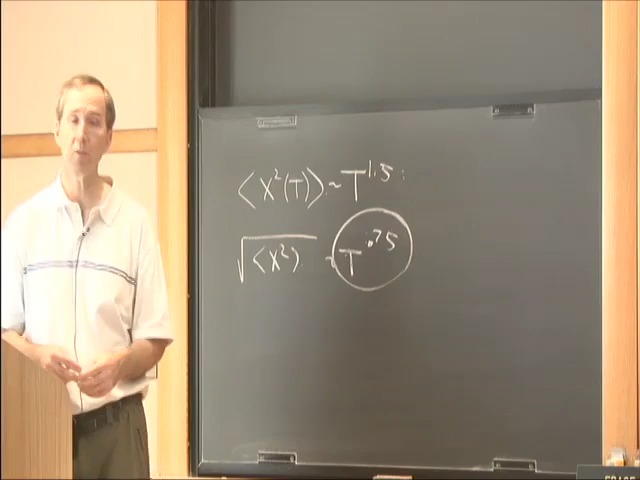 ⟨X²(T)⟩ ~ T^1.5
√⟨X²⟩ ~ T^.75